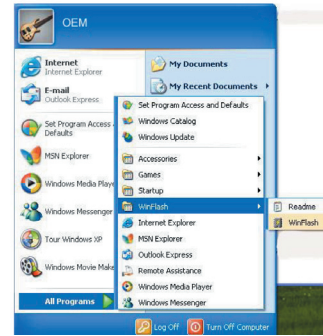 OEM
Internet
Internet Explorer
E-mail
Outlook Express
Set Program Access
Defaults
MSN Explorer
Windows Media Playe
Windows Messenger
Tour Windows XP
Windows Movie Make
All Programs
My Documents
My Recent Documents
Set Program Access and Defaults
Windows Catalog
Windows Update
Accessories
Games
Startup
WinFlash
Internet Explorer
MSN Explorer
Outlook Express
Remote Assistance
Windows Media Player
Windows Messenger
Readme
WinFlash
Log Off
Turn Off Computer